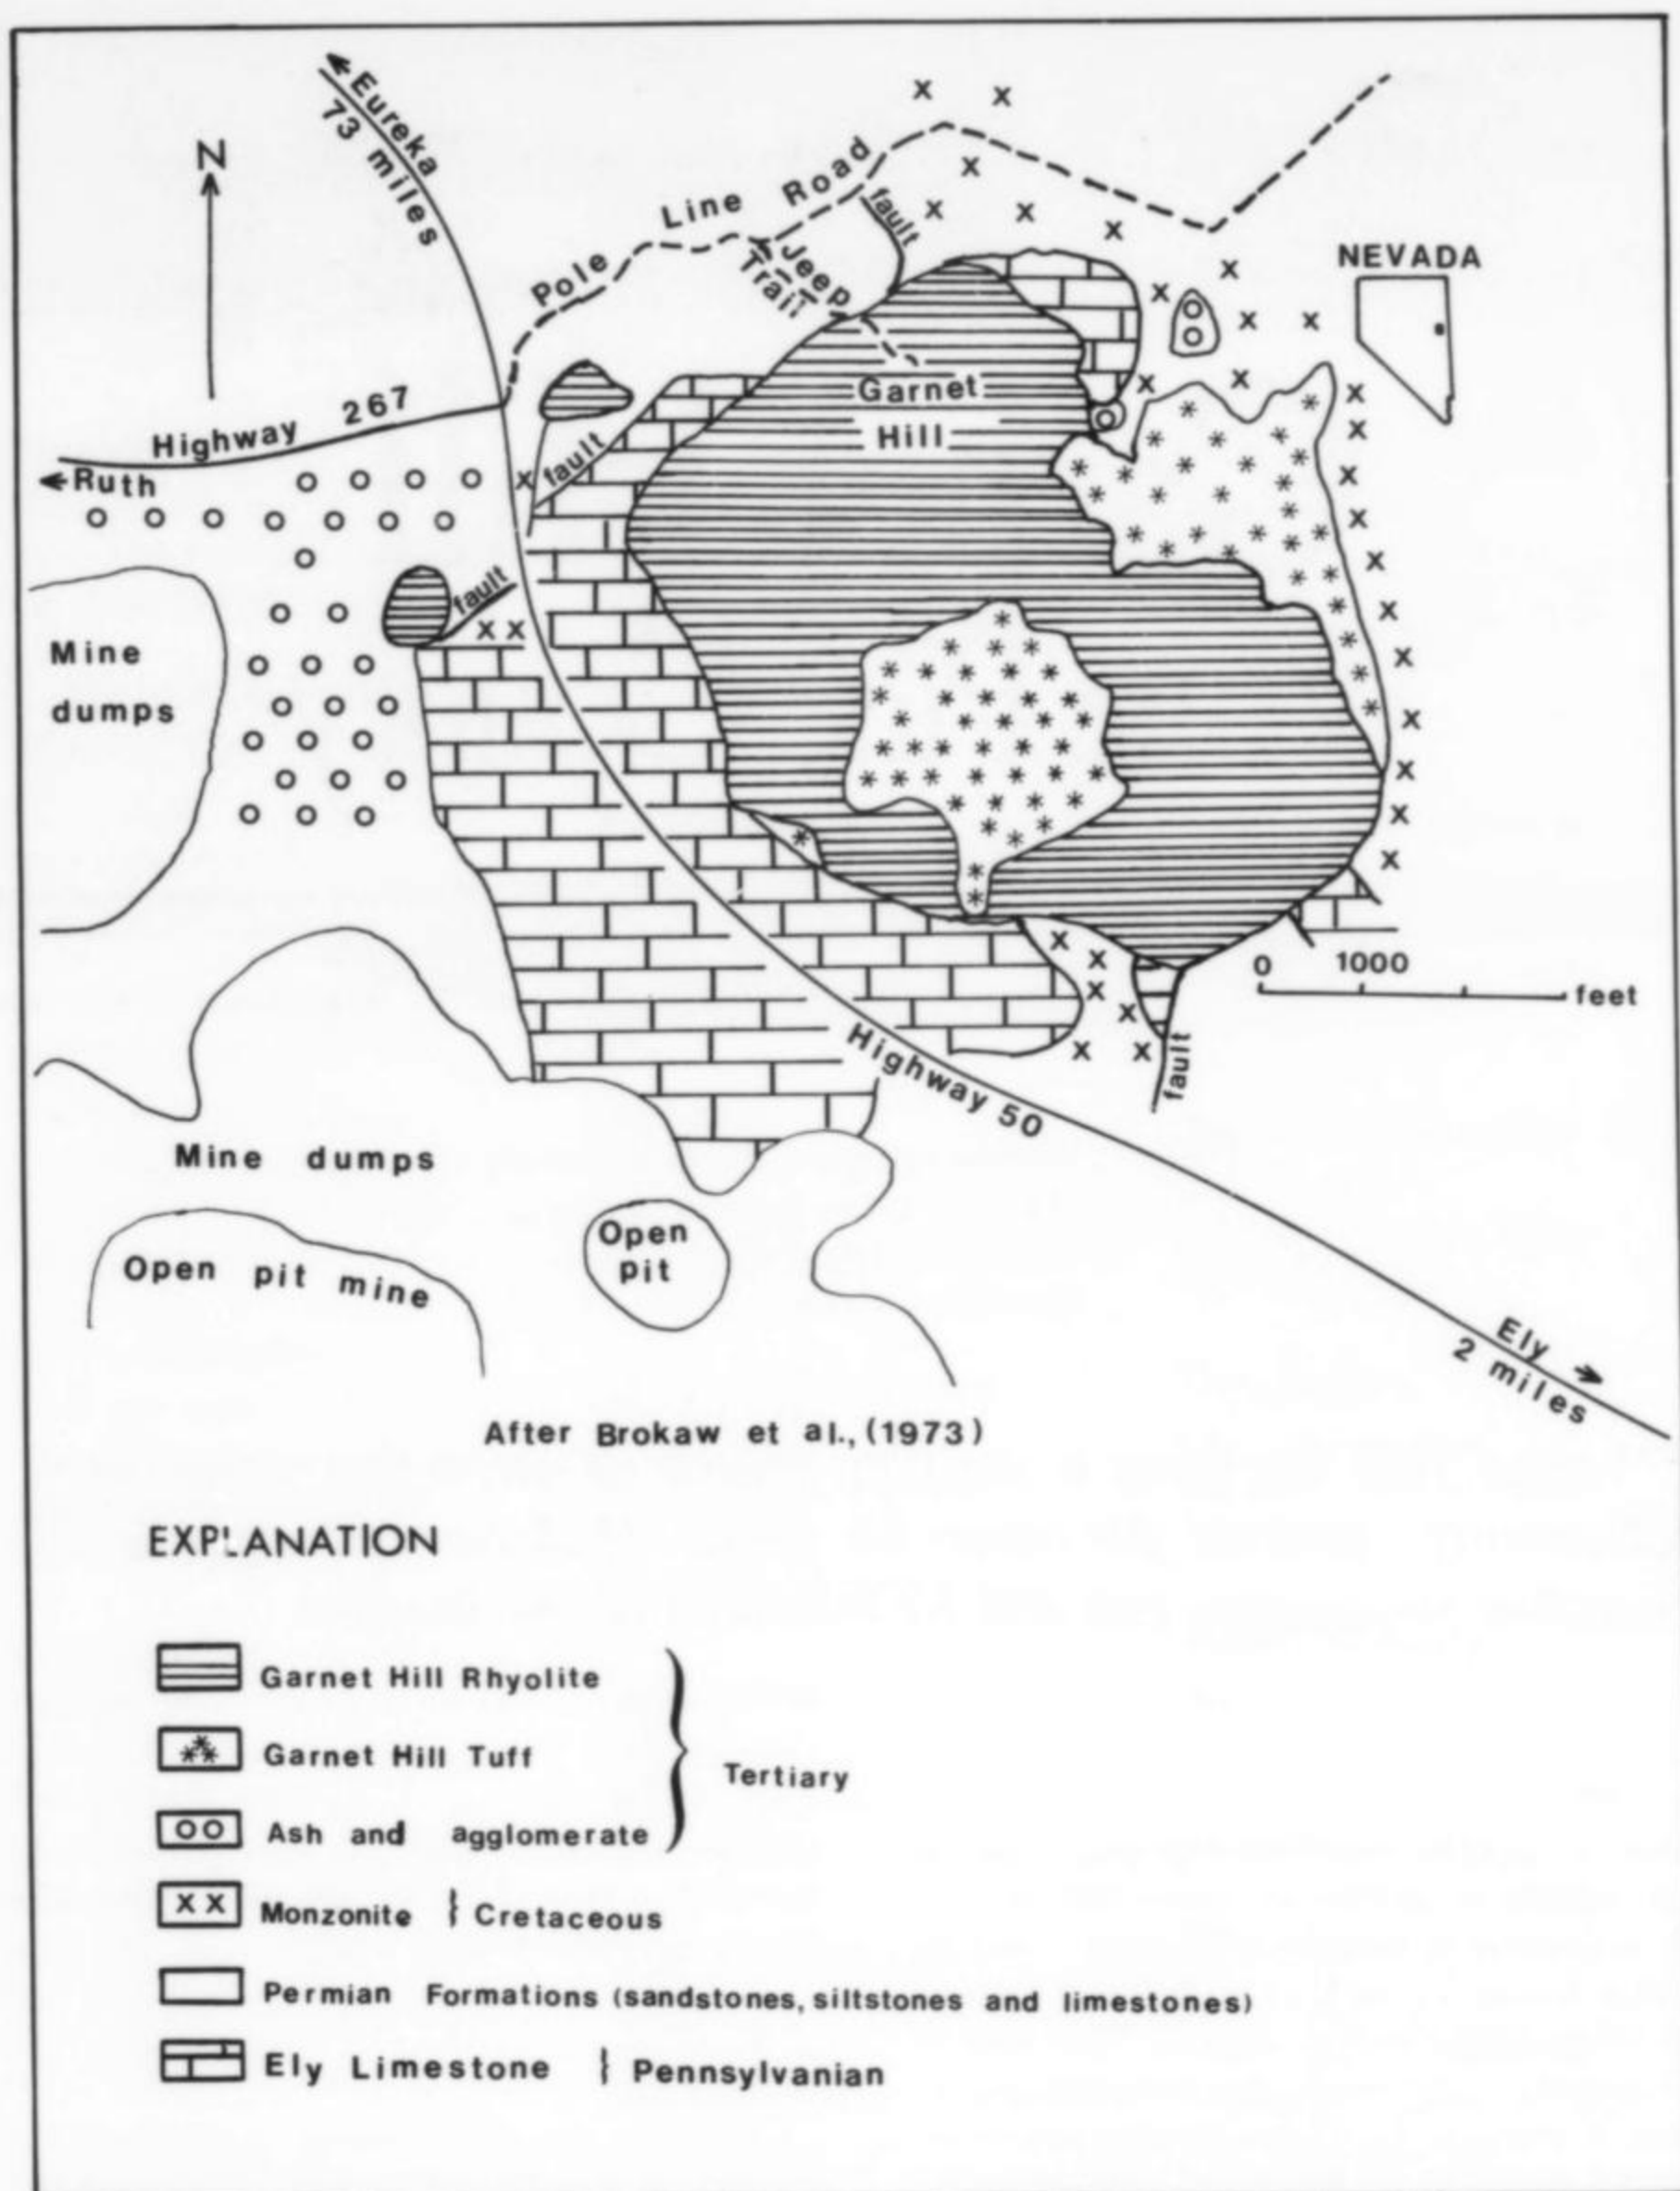 Eureka
73 miles
N
Pole Line Road
fault
Jeep
Trail
NEVADA
Garnet
Hill
Highway 267
Ruth
fault
fault
Mine
dumps
0 1000
feet
Highway 50
fault
Mine dumps
Open
pit
Open pit mine
Ely
2 miles
After Brokaw et al., (1973)
EXPLANATION
Garnet Hill Rhyolite
Garnet Hill Tuff
Tertiary
Ash and agglomerate
Monzonite } Cretaceous
Permian Formations (sandstones, siltstones and limestones)
Ely Limestone } Pennsylvanian